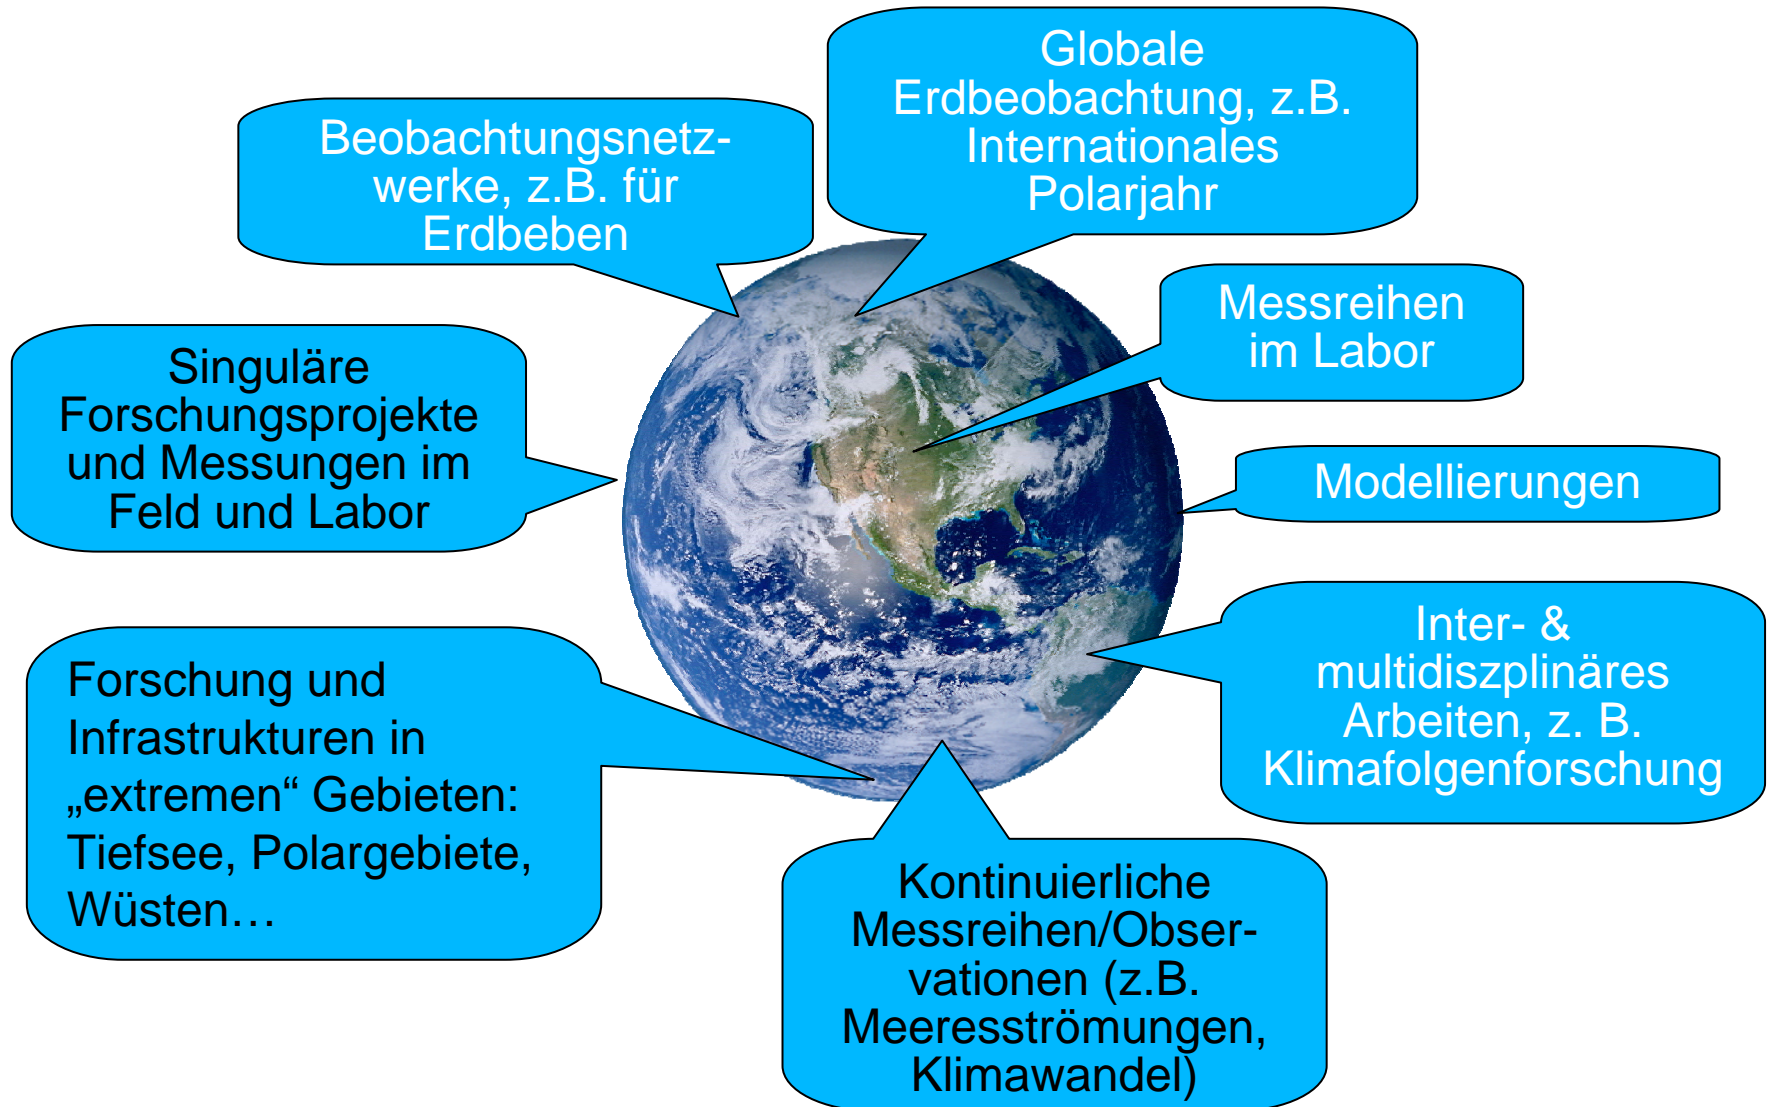 Globale
Erdbeobachtung, z.B.
Internationales
Polarjahr
Beobachtungsnetz-
werke, z.B. für
Erdbeben
Messreihen
im Labor
Singuläre
Forschungsprojekte
und Messungen im
Feld und Labor
Modellierungen
Inter- &
multidiszplinäres
Arbeiten, z. B.
Klimafolgenforschung
Forschung und
Infrastrukturen in
„extremen“ Gebieten:
Tiefsee, Polargebiete,
Wüsten…
Kontinuierliche
Messreihen/Obser-
vationen (z.B.
Meeresströmungen,
Klimawandel)